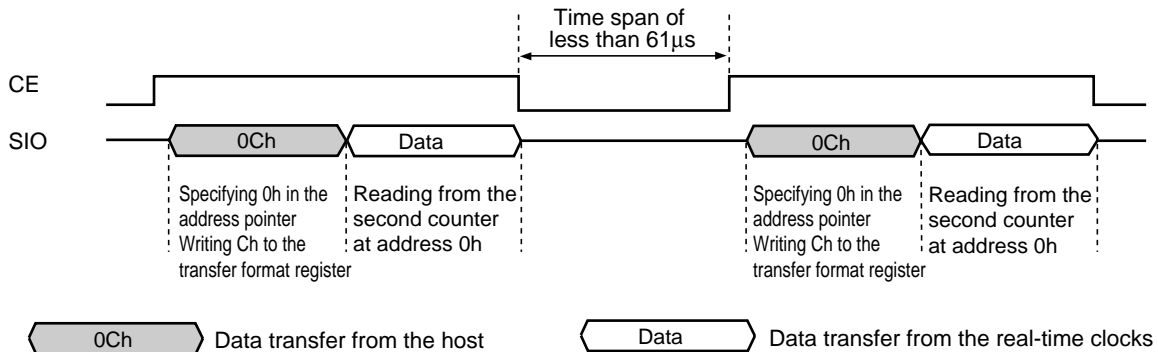 Time span of
less than 61μs
CE
SIO
0Ch
Data
0Ch
Data
Specifying 0h in the
address pointer
Writing Ch to the
transfer format register
Reading from the
second counter
at address 0h
Specifying 0h in the
address pointer
Writing Ch to the
transfer format register
Reading from the
second counter
at address 0h
0Ch
Data transfer from the host
Data
Data transfer from the real-time clocks